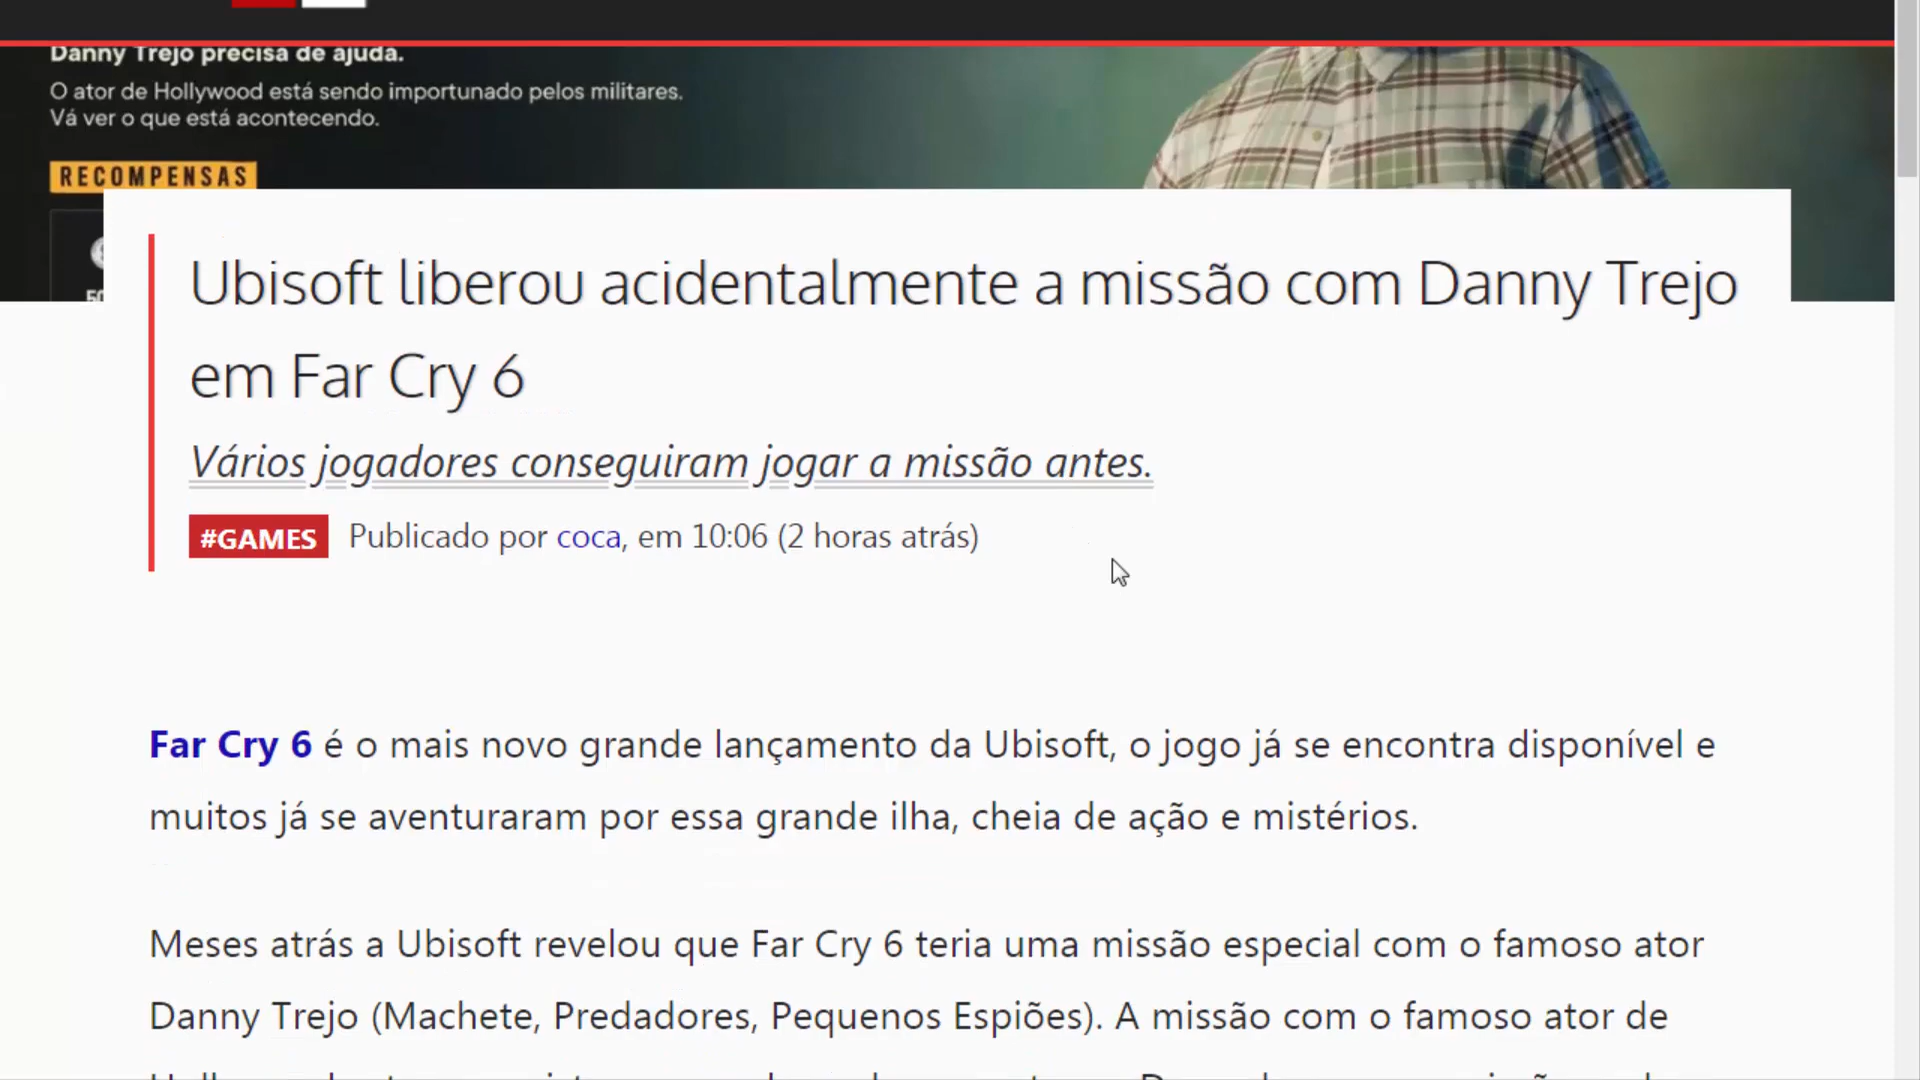 Danny Trejo precisa de ajuda.
O ator de Hollywood está sendo importunado pelos militares.
Vá ver o que está acontecendo.
RECOMPENSAS
Ubisoft liberou acidentalmente a missão com Danny Trejo
em Far Cry 6
Vários jogadores conseguiram jogar a missão antes.
#GAMES Publicado por coca, em 10:06 (2 horas atrás)
Far Cry 6 é o mais novo grande lançamento da Ubisoft, o jogo já se encontra disponível e
muitos já se aventuraram por essa grande ilha, cheia de ação e mistérios.
Meses atrás a Ubisoft revelou que Far Cry 6 teria uma missão especial com o famoso ator
Danny Trejo (Machete, Predadores, Pequenos Espiões). A missão com o famoso ator de